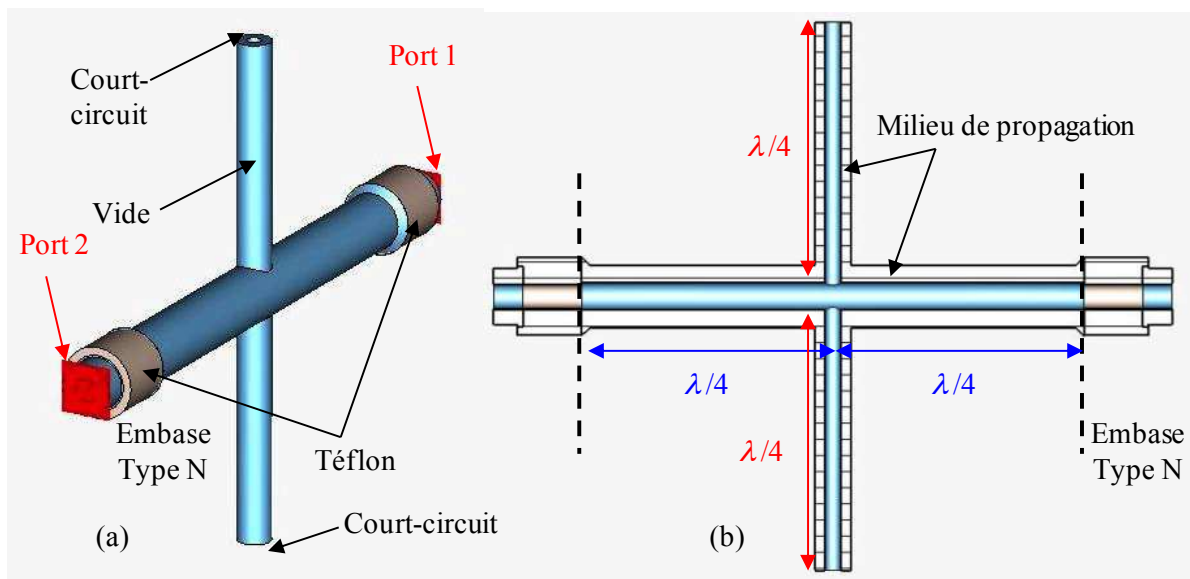 Court-
circuit
Port 1
Vide
Port 2
Embase
Type N
Téflon
(a)
Court-circuit
Milieu de propagation
λ/4
λ/4
λ/4
λ/4
Embase
Type N
(b)